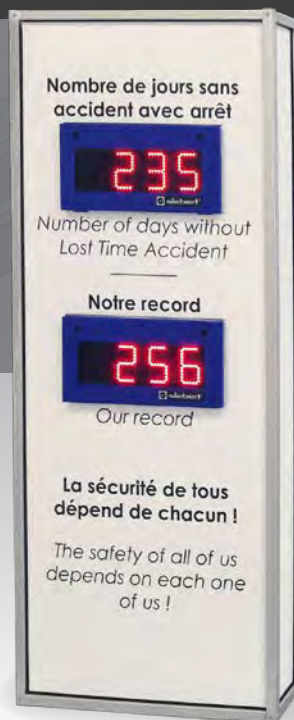 Nombre de jours sans
accident avec arrêt
235
Number of days without
Lost Time Accident
Notre record
256
Our record
La sécurité de tous
dépend de chacun !
The safety of all of us
depends on each one
of us !